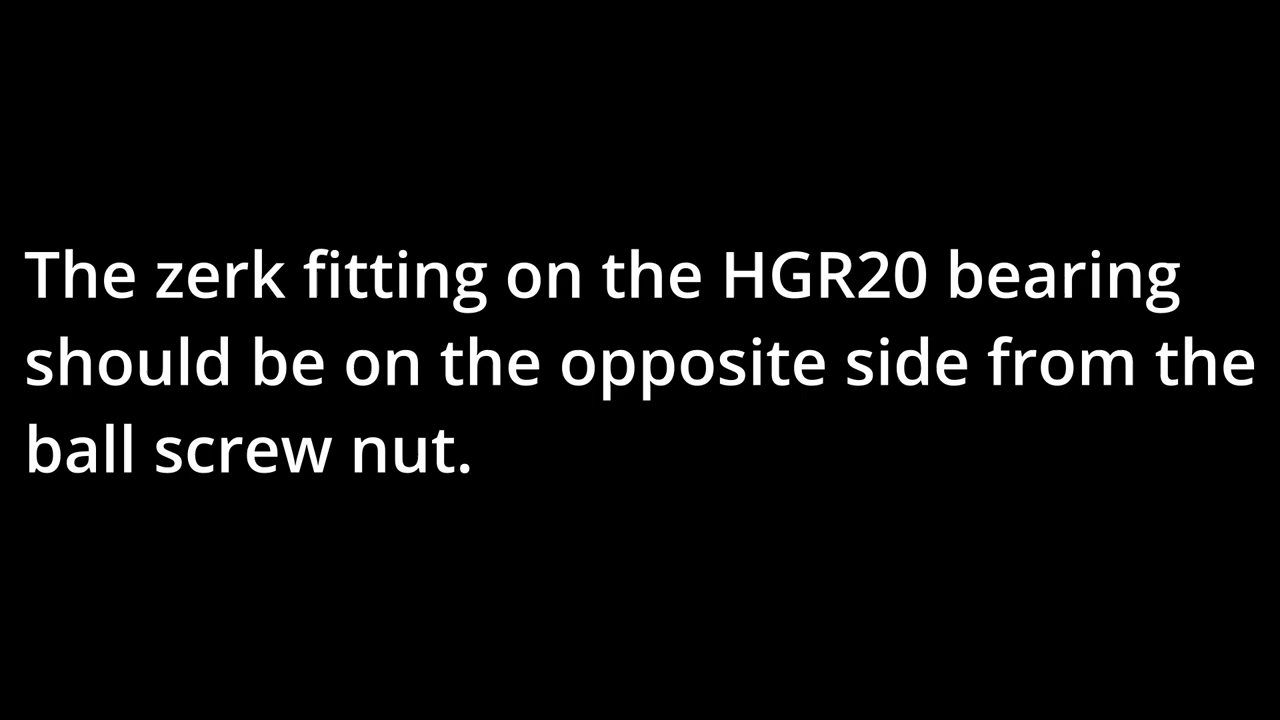 The zerk fitting on the HGR20 bearing
should be on the opposite side from the
ball screw nut.